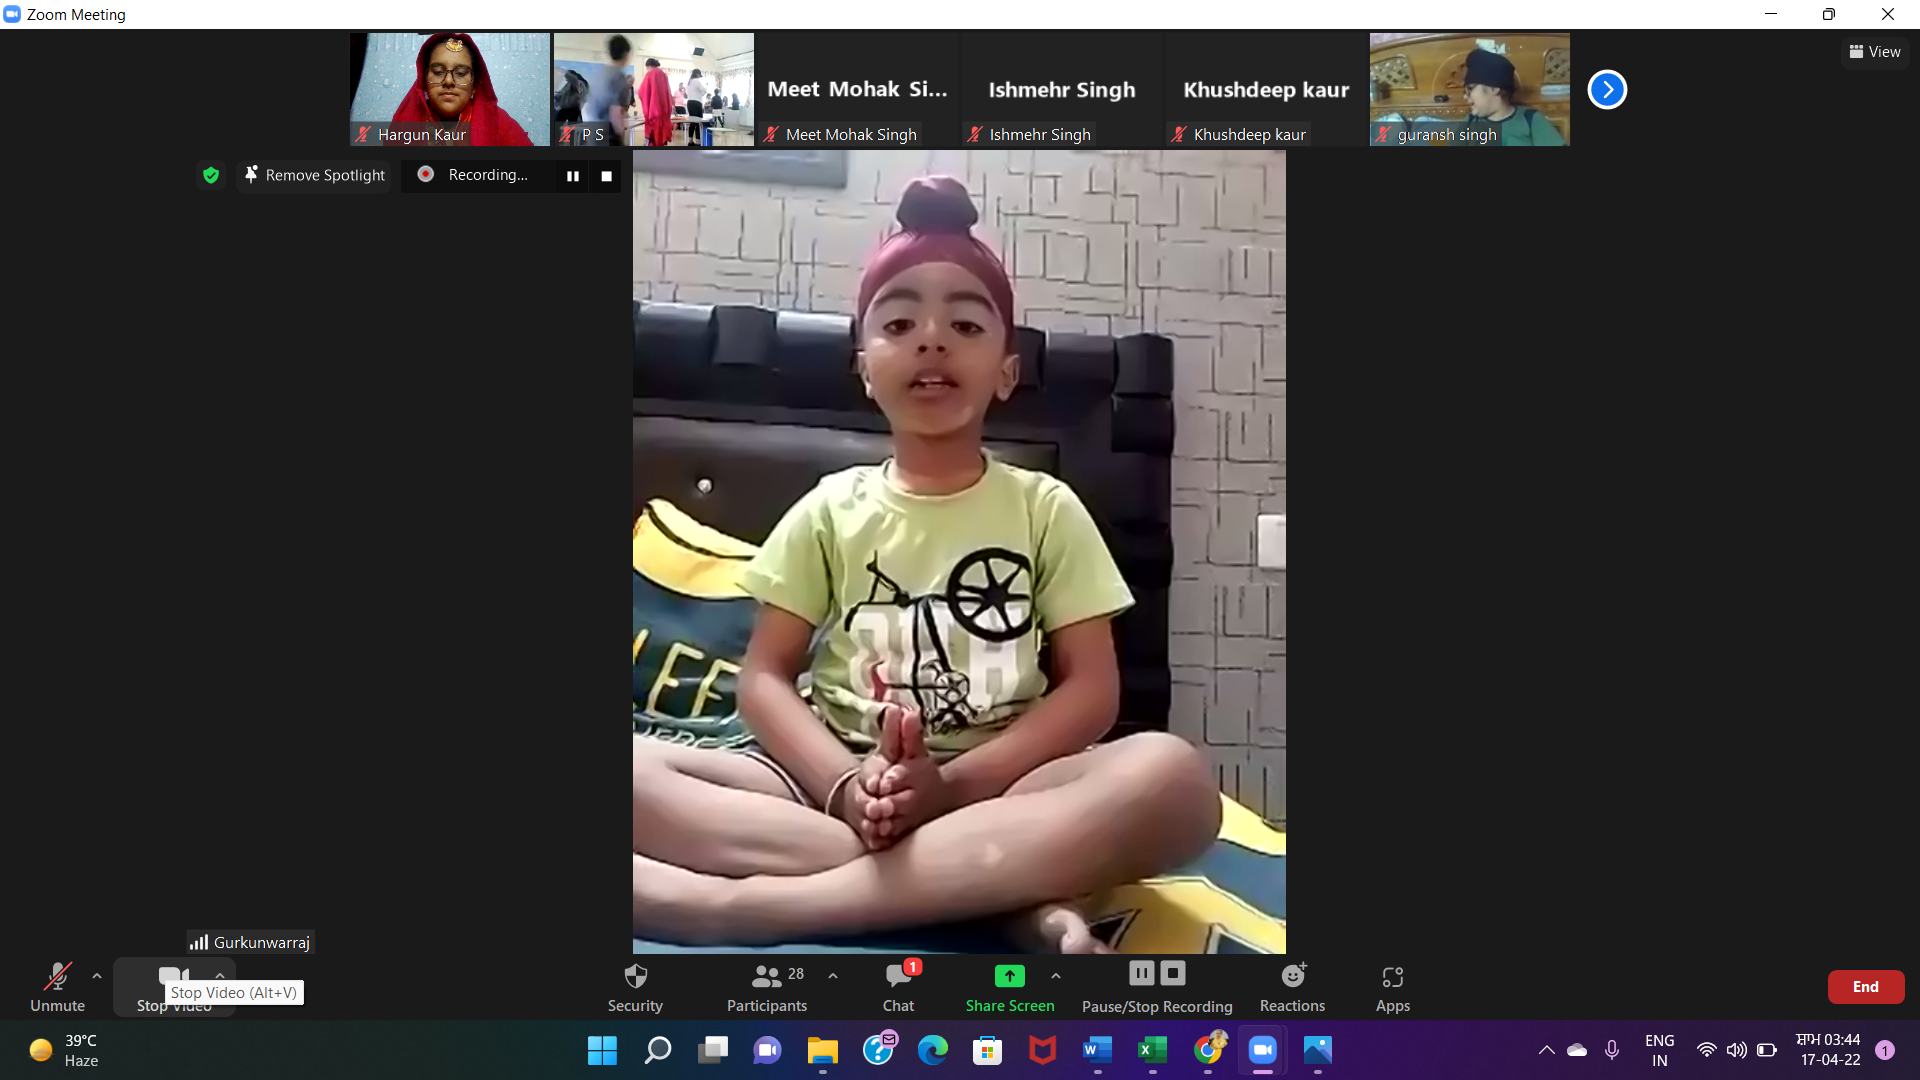 Zoom Meeting
View
Meet Mohak Si...
Ishmehr Singh
Khushdeep kaur
Hargun Kaur
P S
Meet Mohak Singh
Ishmehr Singh
Khushdeep kaur
guransh singh
Remove Spotlight
Recording...
LEE
Gurkunwarraj
Unmute
Stop Video
Stop Video (Alt+V)
Security
28
Participants
1
Chat
Share Screen
Pause/Stop Recording
Reactions
Apps
End
39°C
Haze
ENG
IN
ਸ਼ਾਮ 03:44
17-04-22
1